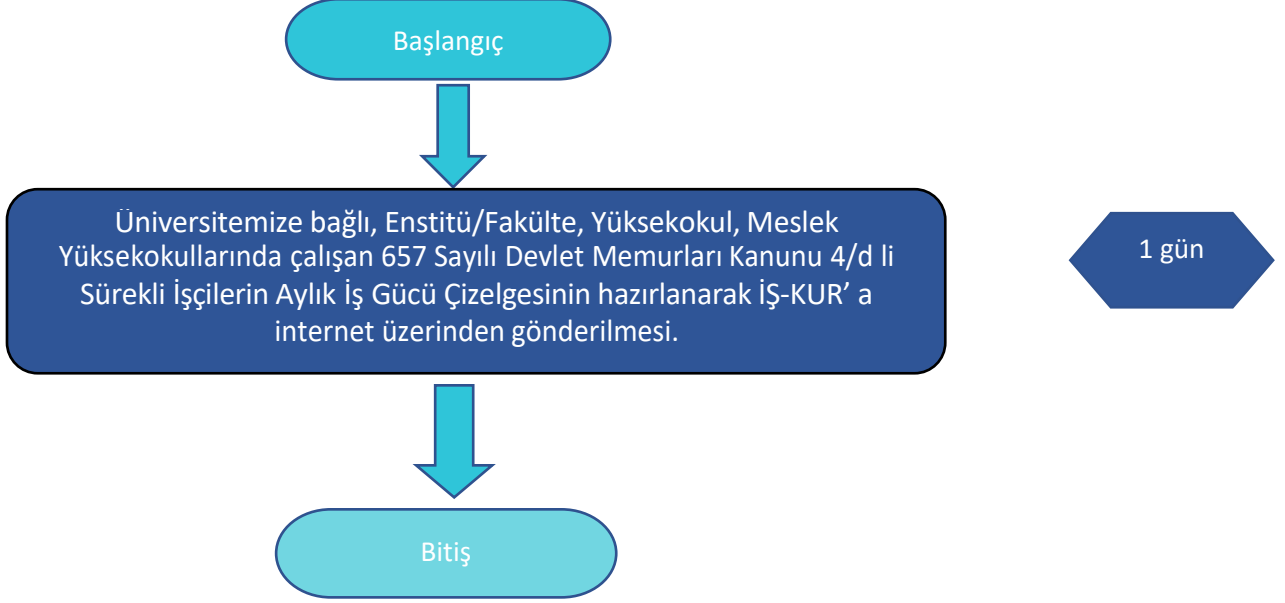 Başlangıç
Üniversitemize bağlı, Enstitü/Fakülte, Yüksekokul, Meslek
Yüksekokullarında çalışan 657 Sayılı Devlet Memurları Kanunu 4/d li
Sürekli İşçilerin Aylık İş Gücü Çizelgesinin hazırlanarak İŞ-KUR’ a
internet üzerinden gönderilmesi.
1 gün
Bitiş